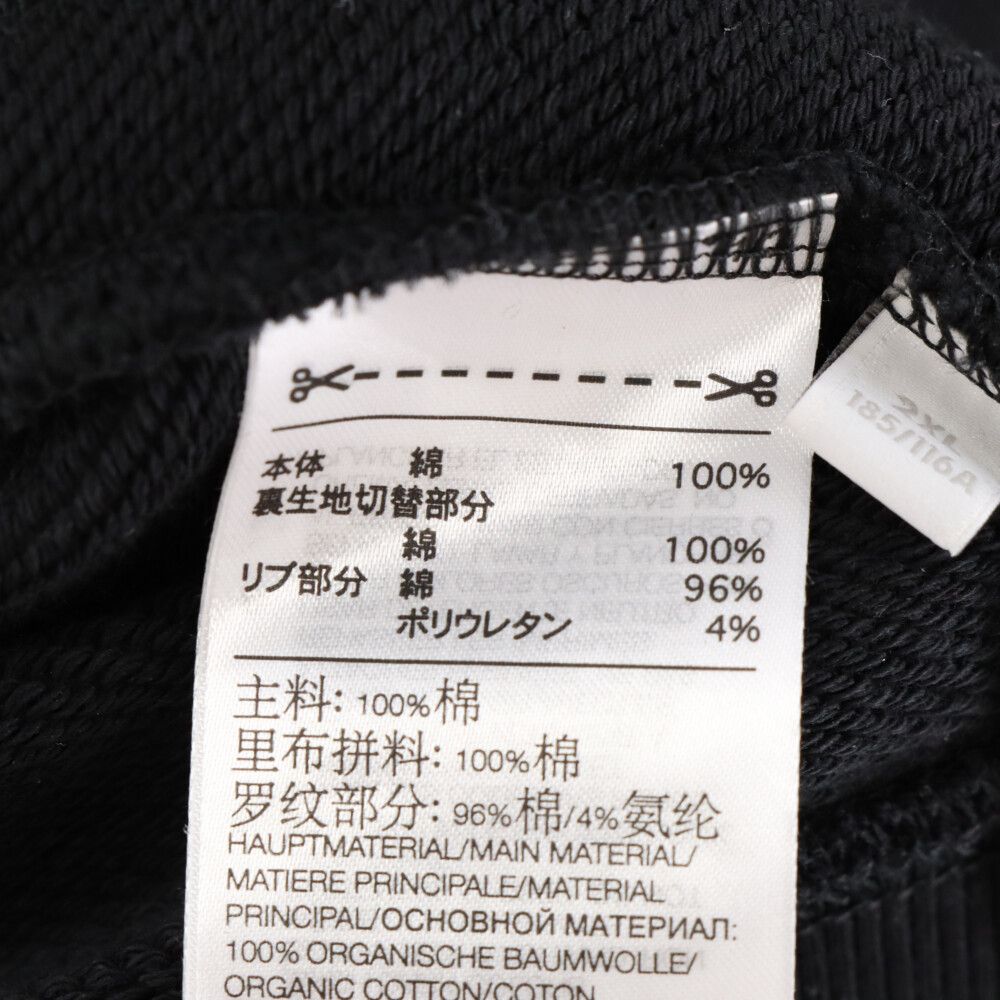 本体 綿 100%
裏生地切替部分
綿 100%
リブ部分 綿 96%
ポリウレタン 4%
主料: 100%棉
里布拼料: 100%棉
罗纹部分: 96%棉/4%氨纶
HAUPTMATERIAL/MAIN MATERIAL/
MATIERE PRINCIPALE/MATERIAL
PRINCIPAL/ОСНОВНОЙ МАТЕРИАЛ:
100% ORGANISCHE BAUMWOLLE/
ORGANIC COTTON/COTON
2XL
185/116A